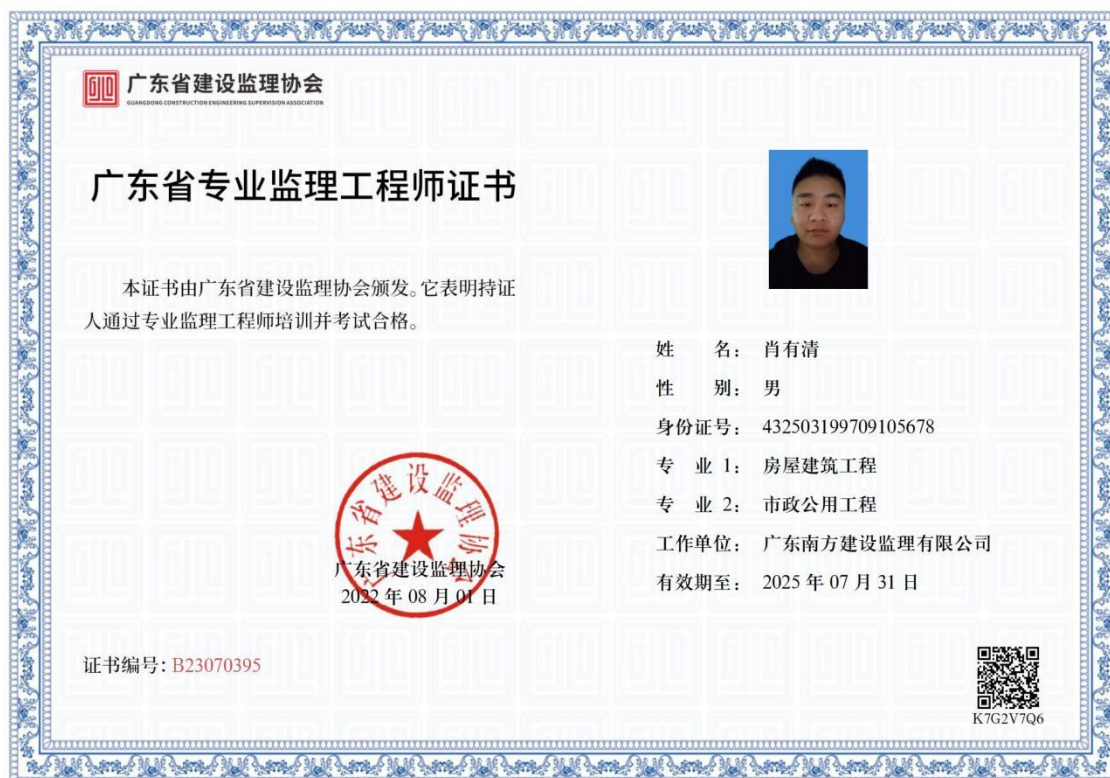 广东省建设监理协会
GUANGDONG CONSTRUCTION ENGINEERING SUPERVISION ASSOCIATION
广东省专业监理工程师证书
本证书由广东省建设监理协会颁发。它表明持证
人通过专业监理工程师培训并考试合格。
姓 名： 肖有清
性 别： 男
身份证号： 432503199709105678
专 业 1： 房屋建筑工程
专 业 2： 市政公用工程
工作单位： 广东南方建设监理有限公司
有效期至： 2025 年 07 月 31 日
广东省建设监理协会
广东省建设监理协会
2022 年 08 月 01 日
证书编号：B23070395
K7G2V7Q6